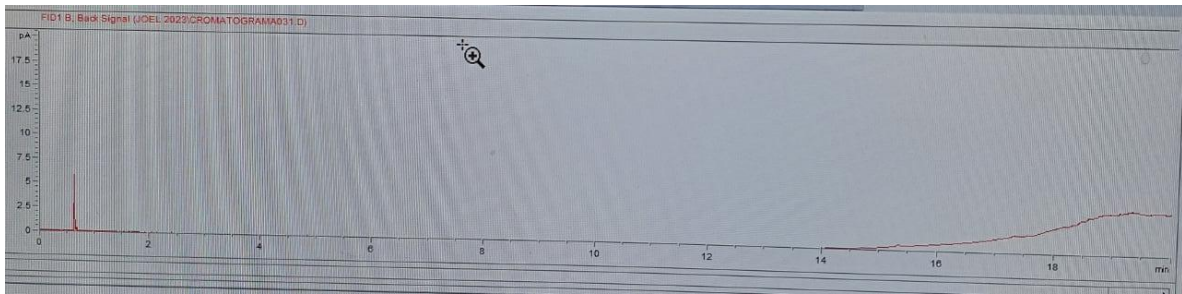 FID1 B, Back Signal (JOEL 2023\CROMATOGRAMA031.D)
pA
17.5
15
12.5
10
7.5
5
2.5
0
0 2 4 6 8 10 12 14 16 18 min